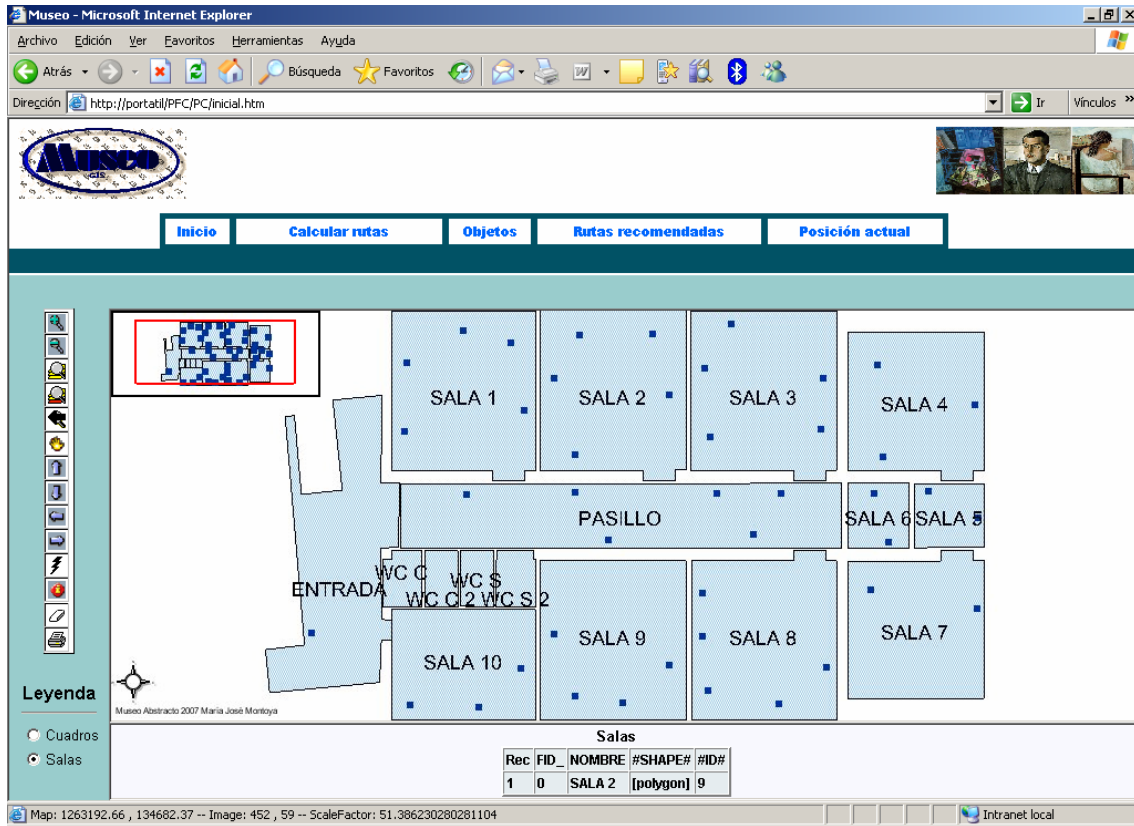 Museo - Microsoft Internet Explorer
Archivo Edición Ver Favoritos Herramientas Ayuda
Atrás Búsqueda Favoritos
Dirección http://portatil/PFC/PC/inicial.htm Ir Vínculos »
Museo
GIS
Inicio Calcular rutas Objetos Rutas recomendadas Posición actual
SALA 1 SALA 2 SALA 3 SALA 4
PASILLO SALA 6 SALA 5
ENTRADA WC C WC S
WC C 2 WC S 2
SALA 10 SALA 9 SALA 8 SALA 7
Museo Abstracto 2007 María José Montoya
Leyenda
Cuadros
Salas
Salas
Rec FID_ NOMBRE #SHAPE# #ID#
1 0 SALA 2 [polygon] 9
Map: 1263192.66 , 134682.37 -- Image: 452 , 59 -- ScaleFactor: 51.386230280281104 Intranet local